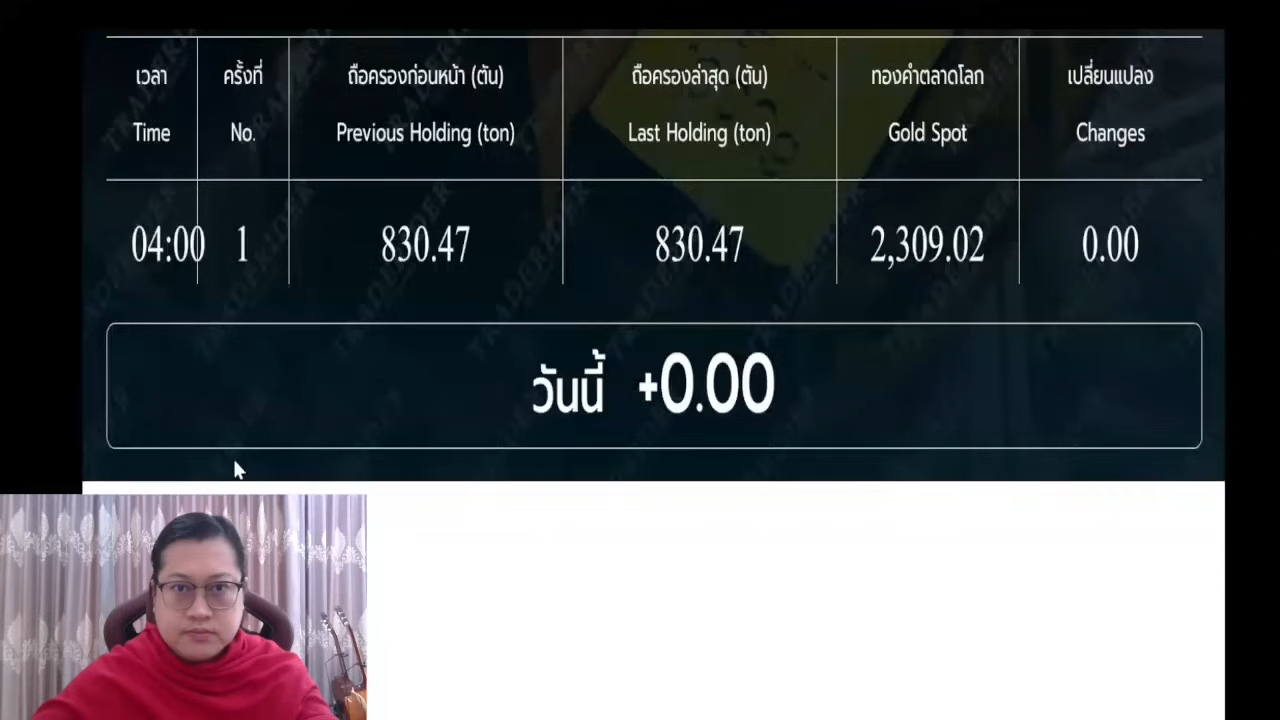 เวลา ครั้งที่ ถือครองก่อนหน้า (ตัน) ถือครองล่าสุด (ตัน) ทองคำตลาดโลก เปลี่ยนแปลง
Time No. Previous Holding (ton) Last Holding (ton) Gold Spot Changes
04:00 1 830.47 830.47 2,309.02 0.00
วันนี้ +0.00